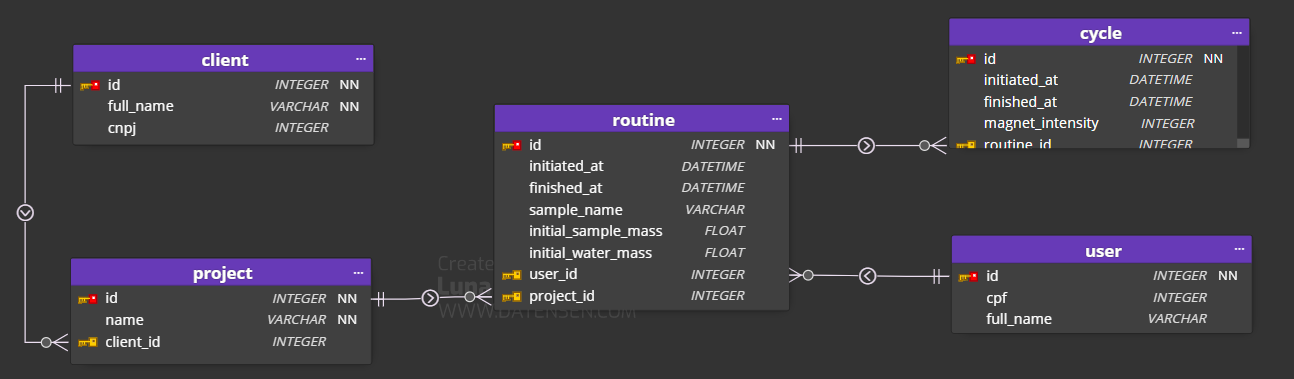 client ...
id INTEGER NN
full_name VARCHAR NN
cnpj INTEGER
project ...
id INTEGER NN
name VARCHAR NN
client_id INTEGER
Create
Luna
WWW.DATENSEN.COM
routine ...
id INTEGER NN
initiated_at DATETIME
finished_at DATETIME
sample_name VARCHAR
initial_sample_mass FLOAT
initial_water_mass FLOAT
user_id INTEGER
project_id INTEGER
cycle ...
id INTEGER NN
initiated_at DATETIME
finished_at DATETIME
magnet_intensity INTEGER
routine_id INTEGER
user ...
id INTEGER NN
cpf INTEGER
full_name VARCHAR